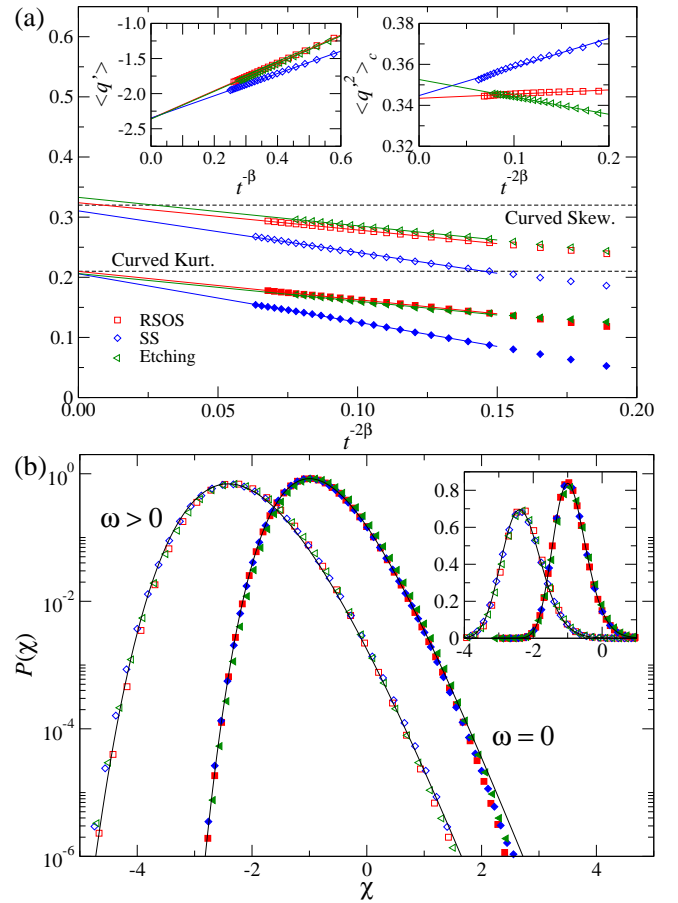 (a)
0.6
0.5
0.4
0.3
0.2
0.1
0
0.00
0.05
0.10
0.15
0.20
t^{-2β}
Curved Skew.
Curved Kurt.
RSOS
SS
Etching
-1.0
-1.5
-2.0
-2.5
0.0
0.2
0.4
0.6
<q'>
t^{-β}
0.38
0.36
0.34
0.32
0
0.1
0.2
<q'^2>_c
t^{-2β}
(b)
10^0
10^{-2}
10^{-4}
10^{-6}
P(χ)
-4
-2
0
2
4
χ
ω > 0
ω = 0
0.8
0.6
0.4
0.2
0
-4
-2
0